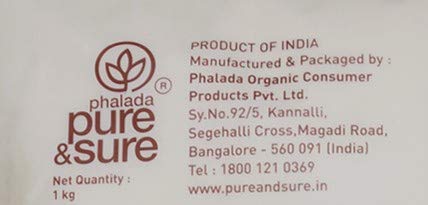 phalada
pure
&sure
®
Net Quantity :
1 kg
PRODUCT OF INDIA
Manufactured & Packaged by :
Phalada Organic Consumer
Products Pvt. Ltd.
Sy.No.92/5, Kannalli,
Segehalli Cross,Magadi Road,
Bangalore - 560 091 (India)
Tel : 1800 121 0369
www.pureandsure.in